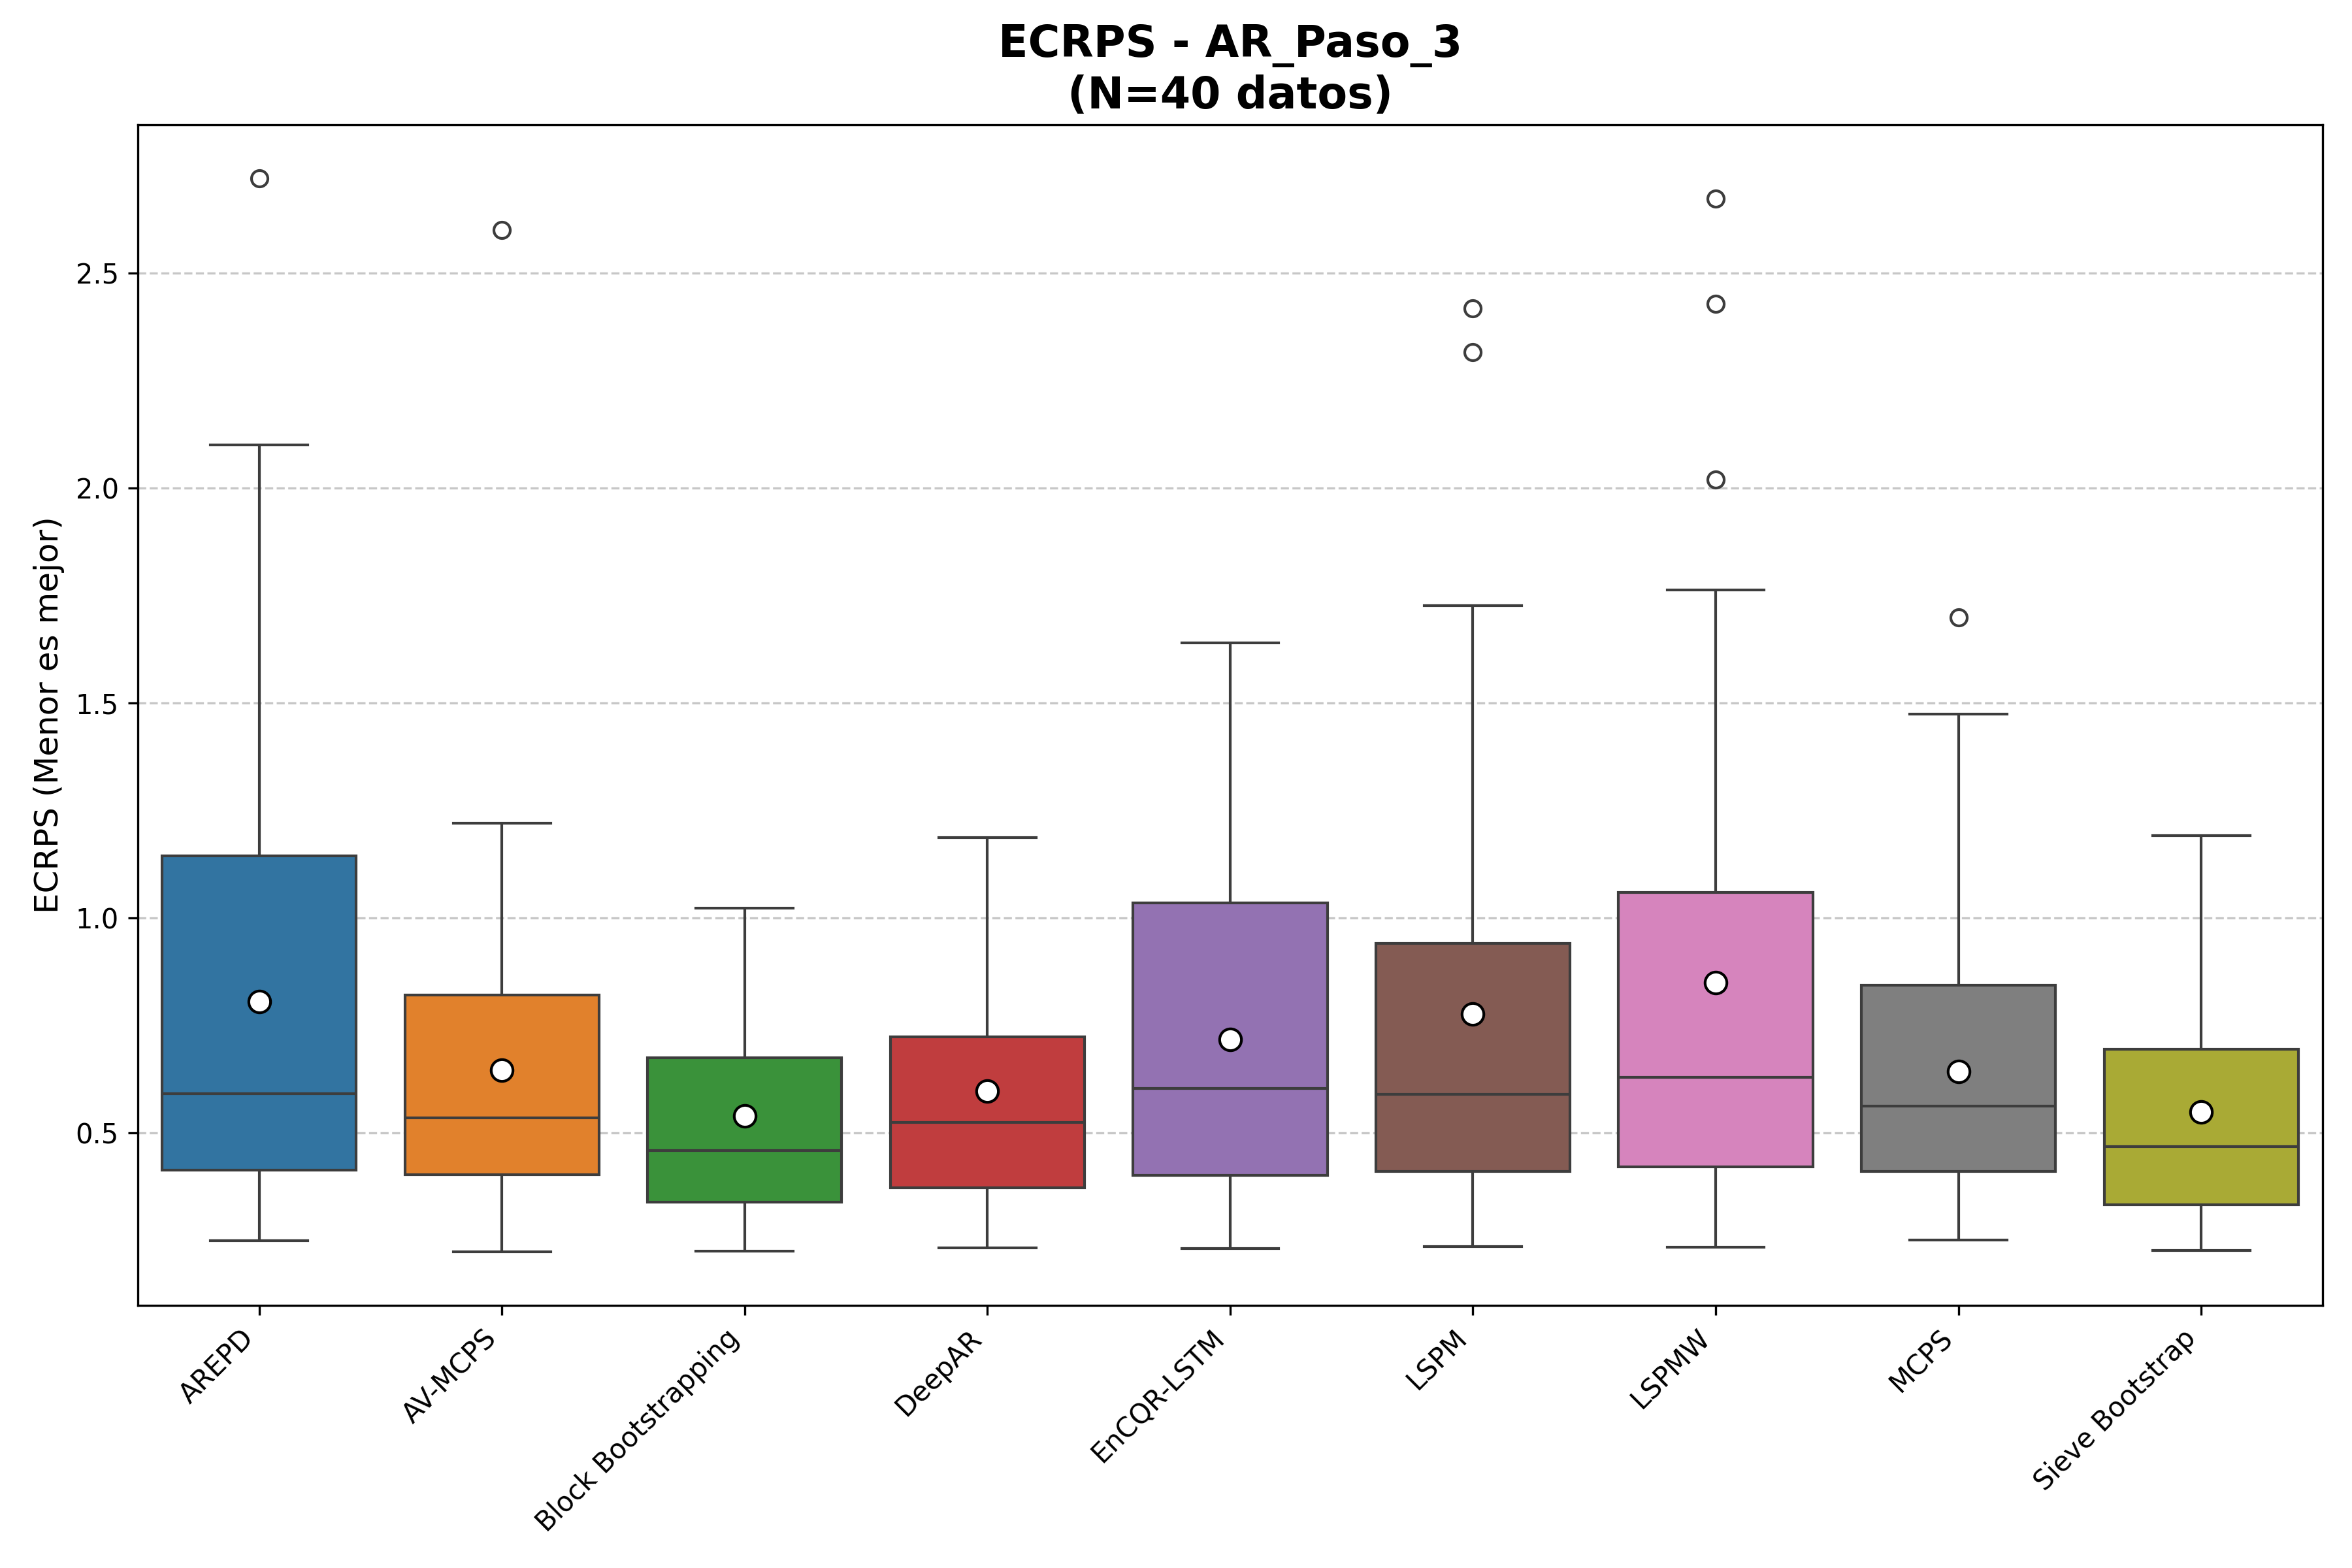 ECRPS - AR_Paso_3
(N=40 datos)
ECRPS (Menor es mejor)
2.5
2.0
1.5
1.0
0.5
AREPD
AV-MCPS
Block Bootstrapping
DeepAR
EnCQR-LSTM
LSPM
LSPMW
MCPS
Sieve Bootstrap